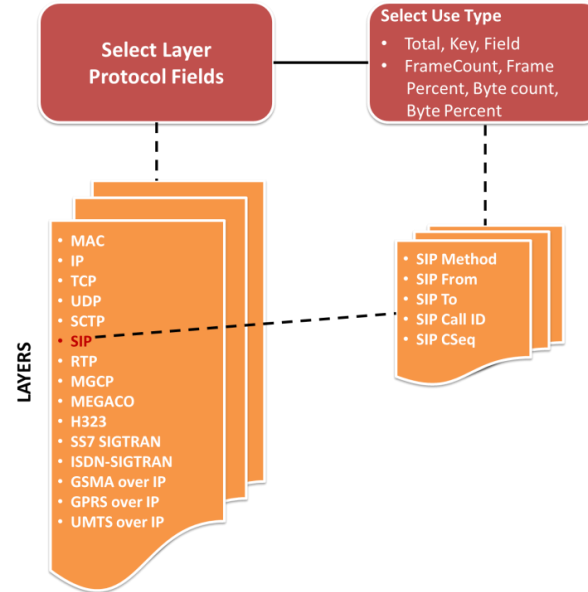 Select Layer
Protocol Fields
Select Use Type
• Total, Key, Field
• FrameCount, Frame
Percent, Byte count,
Byte Percent
LAYERS
• MAC
• IP
• TCP
• UDP
• SCTP
• SIP
• RTP
• MGCP
• MEGACO
• H323
• SS7 SIGTRAN
• ISDN-SIGTRAN
• GSMA over IP
• GPRS over IP
• UMTS over IP
• SIP Method
• SIP From
• SIP To
• SIP Call ID
• SIP CSeq